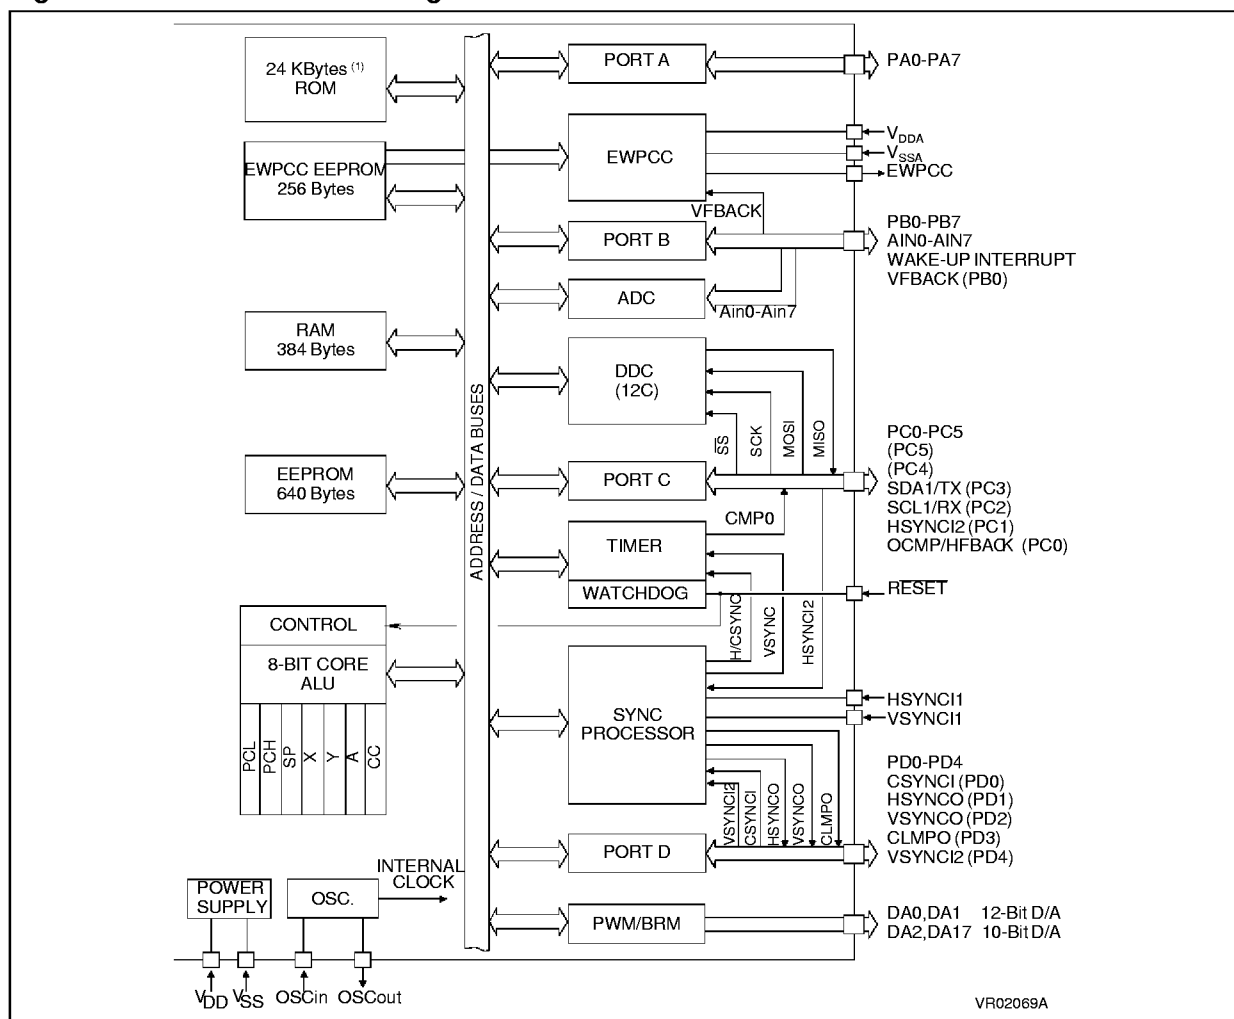 24 KBytes (1)
ROM
EWPCC EEPROM
256 Bytes
RAM
384 Bytes
EEPROM
640 Bytes
CONTROL
8-BIT CORE
ALU
PCL
PCH
SP
X
Y
A
CC
POWER
SUPPLY
OSC.
INTERNAL
CLOCK
VDD
VSS
OSCin
OSCout
ADDRESS / DATA BUSES
PORT A
EWPCC
VFBACK
PORT B
ADC
Ain0-Ain7
DDC
(12C)
SS
SCK
MOSI
MISO
PORT C
CMP0
TIMER
WATCHDOG
H/CSYNC
VSYNC
HSYNCI2
SYNC
PROCESSOR
VSYNCI2
CSYNCI
HSYNCO
VSYNCO
CLMPO
PORT D
PWM/BRM
PA0-PA7
VDDA
VSSA
EWPCC
PB0-PB7
AIN0-AIN7
WAKE-UP INTERRUPT
VFBACK (PB0)
PC0-PC5
(PC5)
(PC4)
SDA1/TX (PC3)
SCL1/RX (PC2)
HSYNCI2 (PC1)
OCMP/HFBACK (PC0)
RESET
HSYNCI1
VSYNCI1
PD0-PD4
CSYNCI (PD0)
HSYNCO (PD1)
VSYNCO (PD2)
CLMPO (PD3)
VSYNCI2 (PD4)
DA0,DA1 12-Bit D/A
DA2,DA17 10-Bit D/A
VR02069A